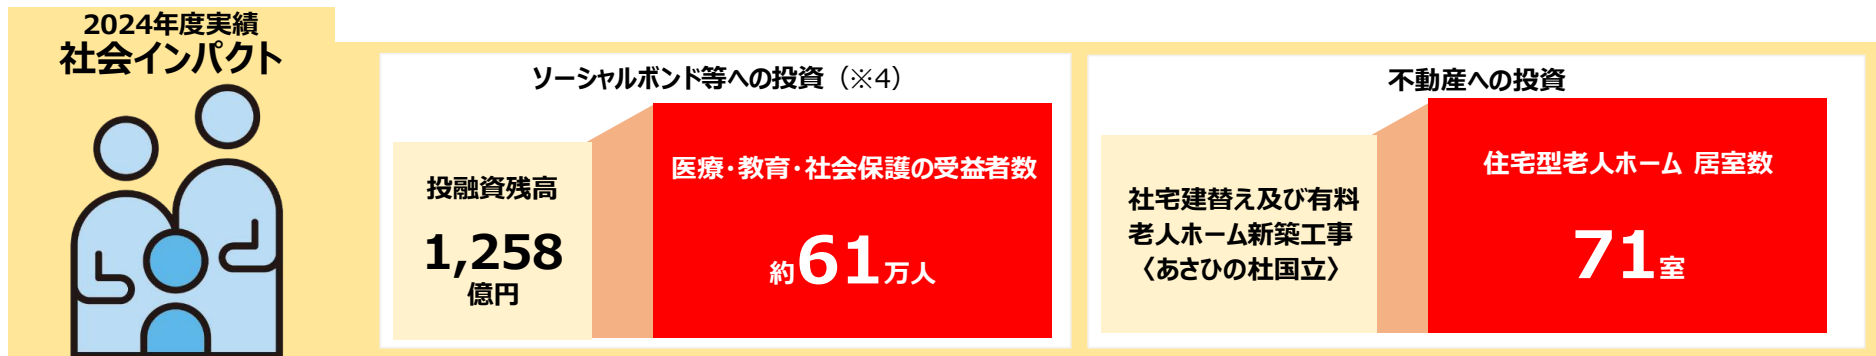 2024年度実績
社会インパクト
ソーシャルボンド等への投資（※4）
投融資残高
1,258
億円
医療・教育・社会保護の受益者数
約61万人
不動産への投資
社宅建替え及び有料
老人ホーム新築工事
〈あさひの杜国立〉
住宅型老人ホーム 居室数
71室